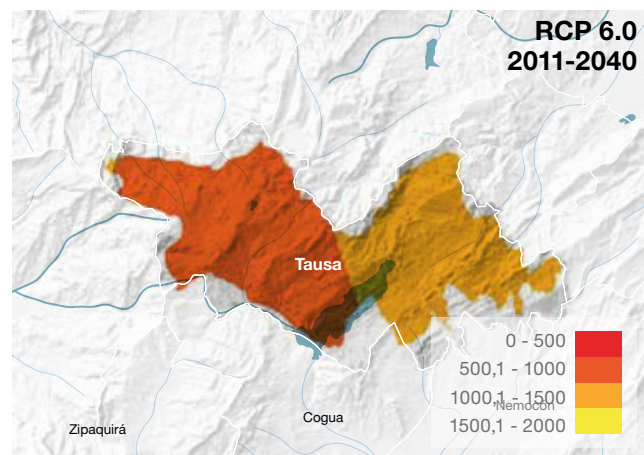 RCP 6.0
2011-2040
Tausa
0 - 500
500,1 - 1000
1000,1 - 1500
Nemocón
1500,1 - 2000
Cogua
Zipaquirá